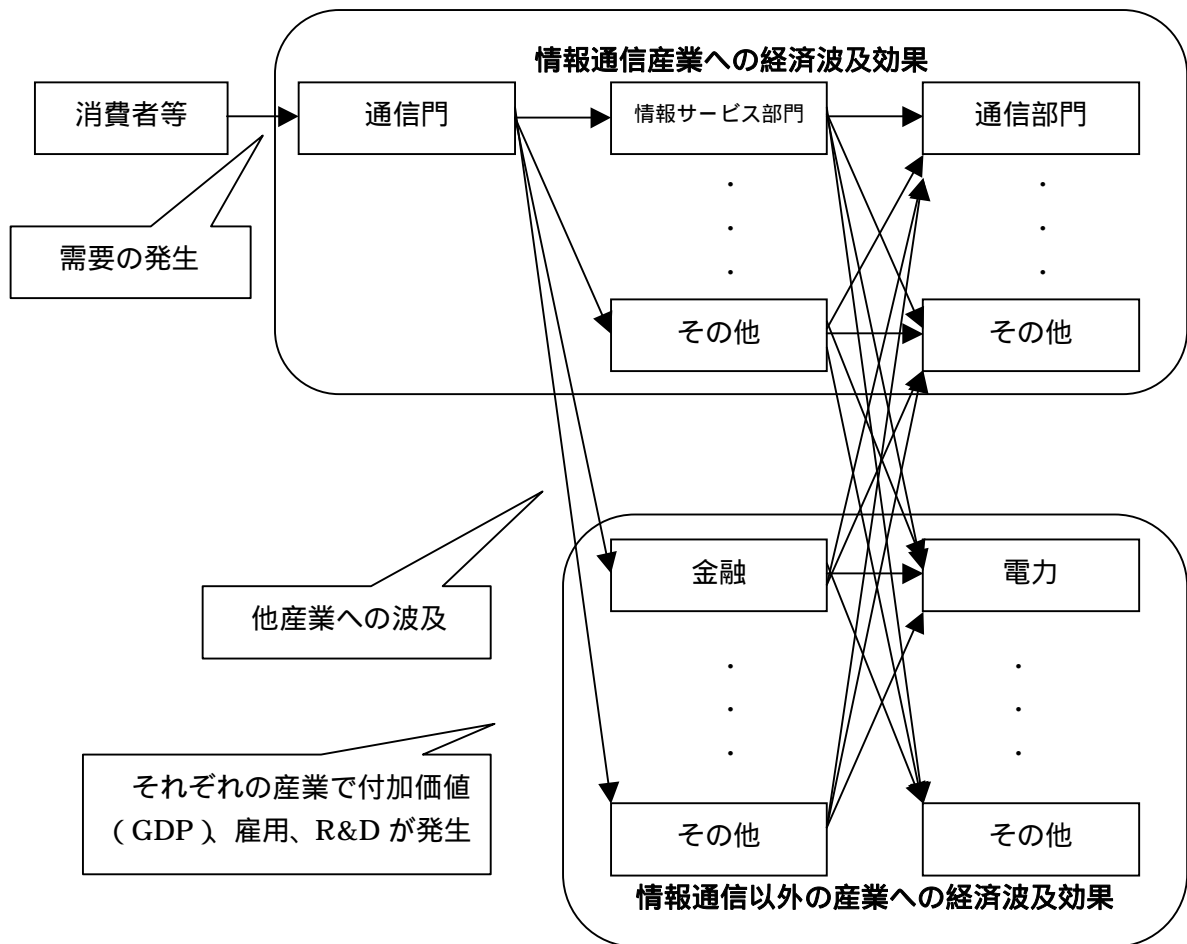 情報通信産業への経済波及効果
消費者等
通信門
情報サービス部門
通信部門
・
・
・
・
・
・
需要の発生
その他
その他
金融
電力
他産業への波及
・
・
・
・
・
・
それぞれの産業で付加価値
(GDP)、雇用、R&D が発生
その他
その他
情報通信以外の産業への経済波及効果